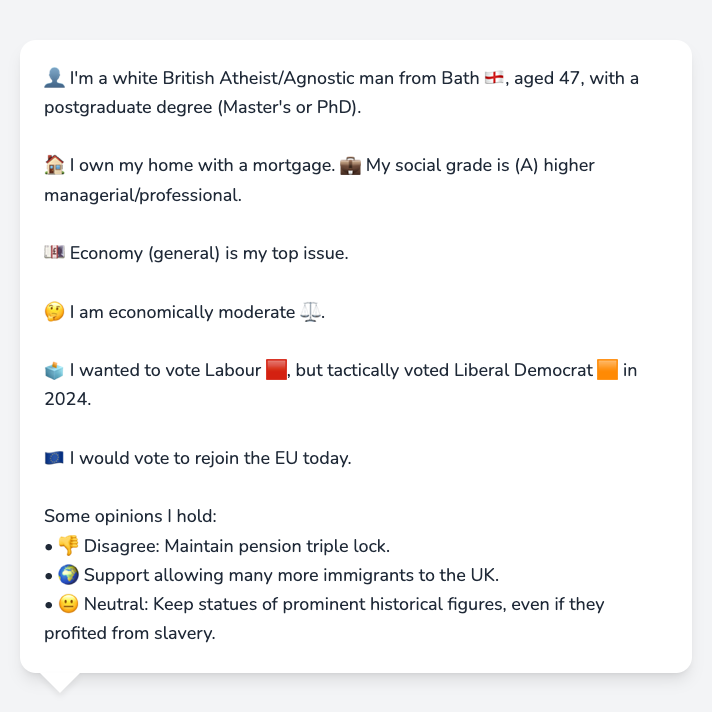 👤 I'm a white British Atheist/Agnostic man from Bath 🏴󠁧󠁢󠁥󠁮󠁧󠁿, aged 47, with a
postgraduate degree (Master's or PhD).
🏠 I own my home with a mortgage. 💼 My social grade is (A) higher
managerial/professional.
💷 Economy (general) is my top issue.
🤔 I am economically moderate ⚖️.
🗳️ I wanted to vote Labour 🟥, but tactically voted Liberal Democrat 🟧 in
2024.
🇪🇺 I would vote to rejoin the EU today.
Some opinions I hold:
• 👎 Disagree: Maintain pension triple lock.
• 🌍 Support allowing many more immigrants to the UK.
• 😐 Neutral: Keep statues of prominent historical figures, even if they
profited from slavery.